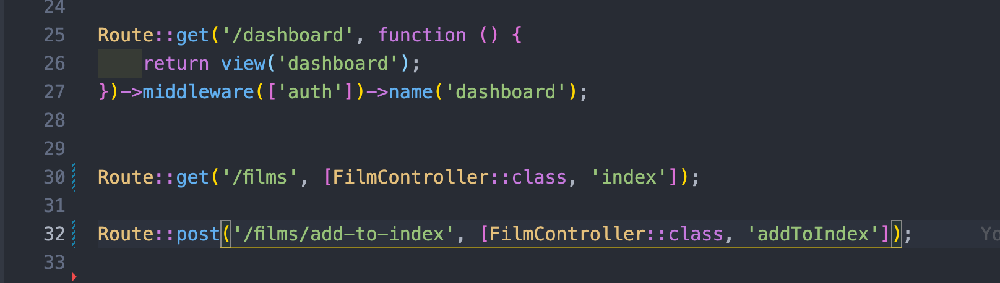 24
25 Route::get('/dashboard', function () {
26     return view('dashboard');
27 })->middleware(['auth'])->name('dashboard');
28
29
30 Route::get('/films', [FilmController::class, 'index']);
31
32 Route::post('/films/add-to-index', [FilmController::class, 'addToIndex']);
33